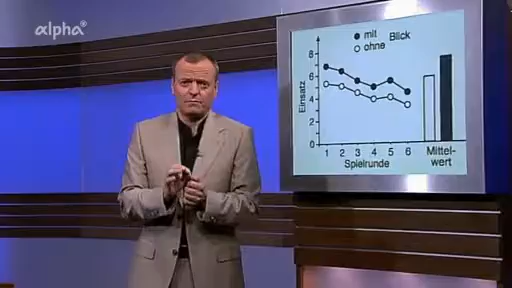 alpha
mit Blick
ohne
Einsatz
8
6
4
2
0
1 2 3 4 5 6
Spielrunde
Mittel-
wert